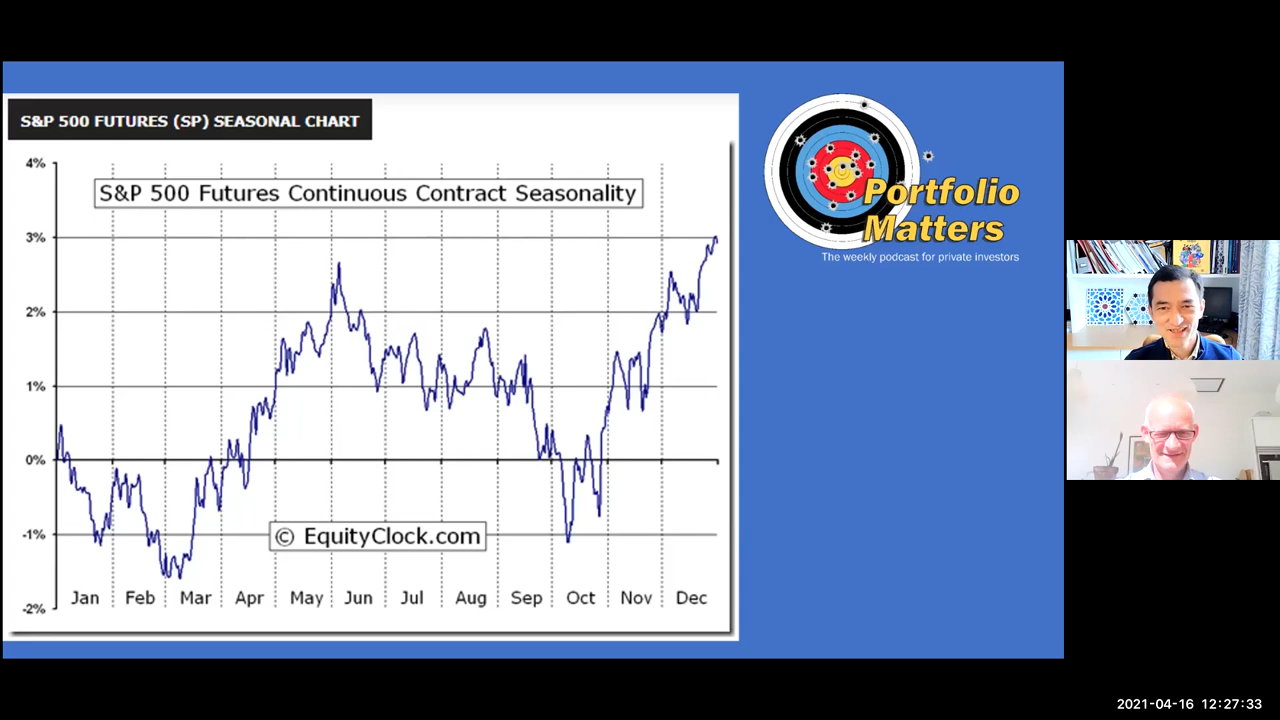 S&P 500 FUTURES (SP) SEASONAL CHART
4%
S&P 500 Futures Continuous Contract Seasonality
3%
2%
1%
0%
-1%
© EquityClock.com
-2%
Jan Feb Mar Apr May Jun Jul Aug Sep Oct Nov Dec
Portfolio
Matters
The weekly podcast for private investors
2021-04-16 12:27:33